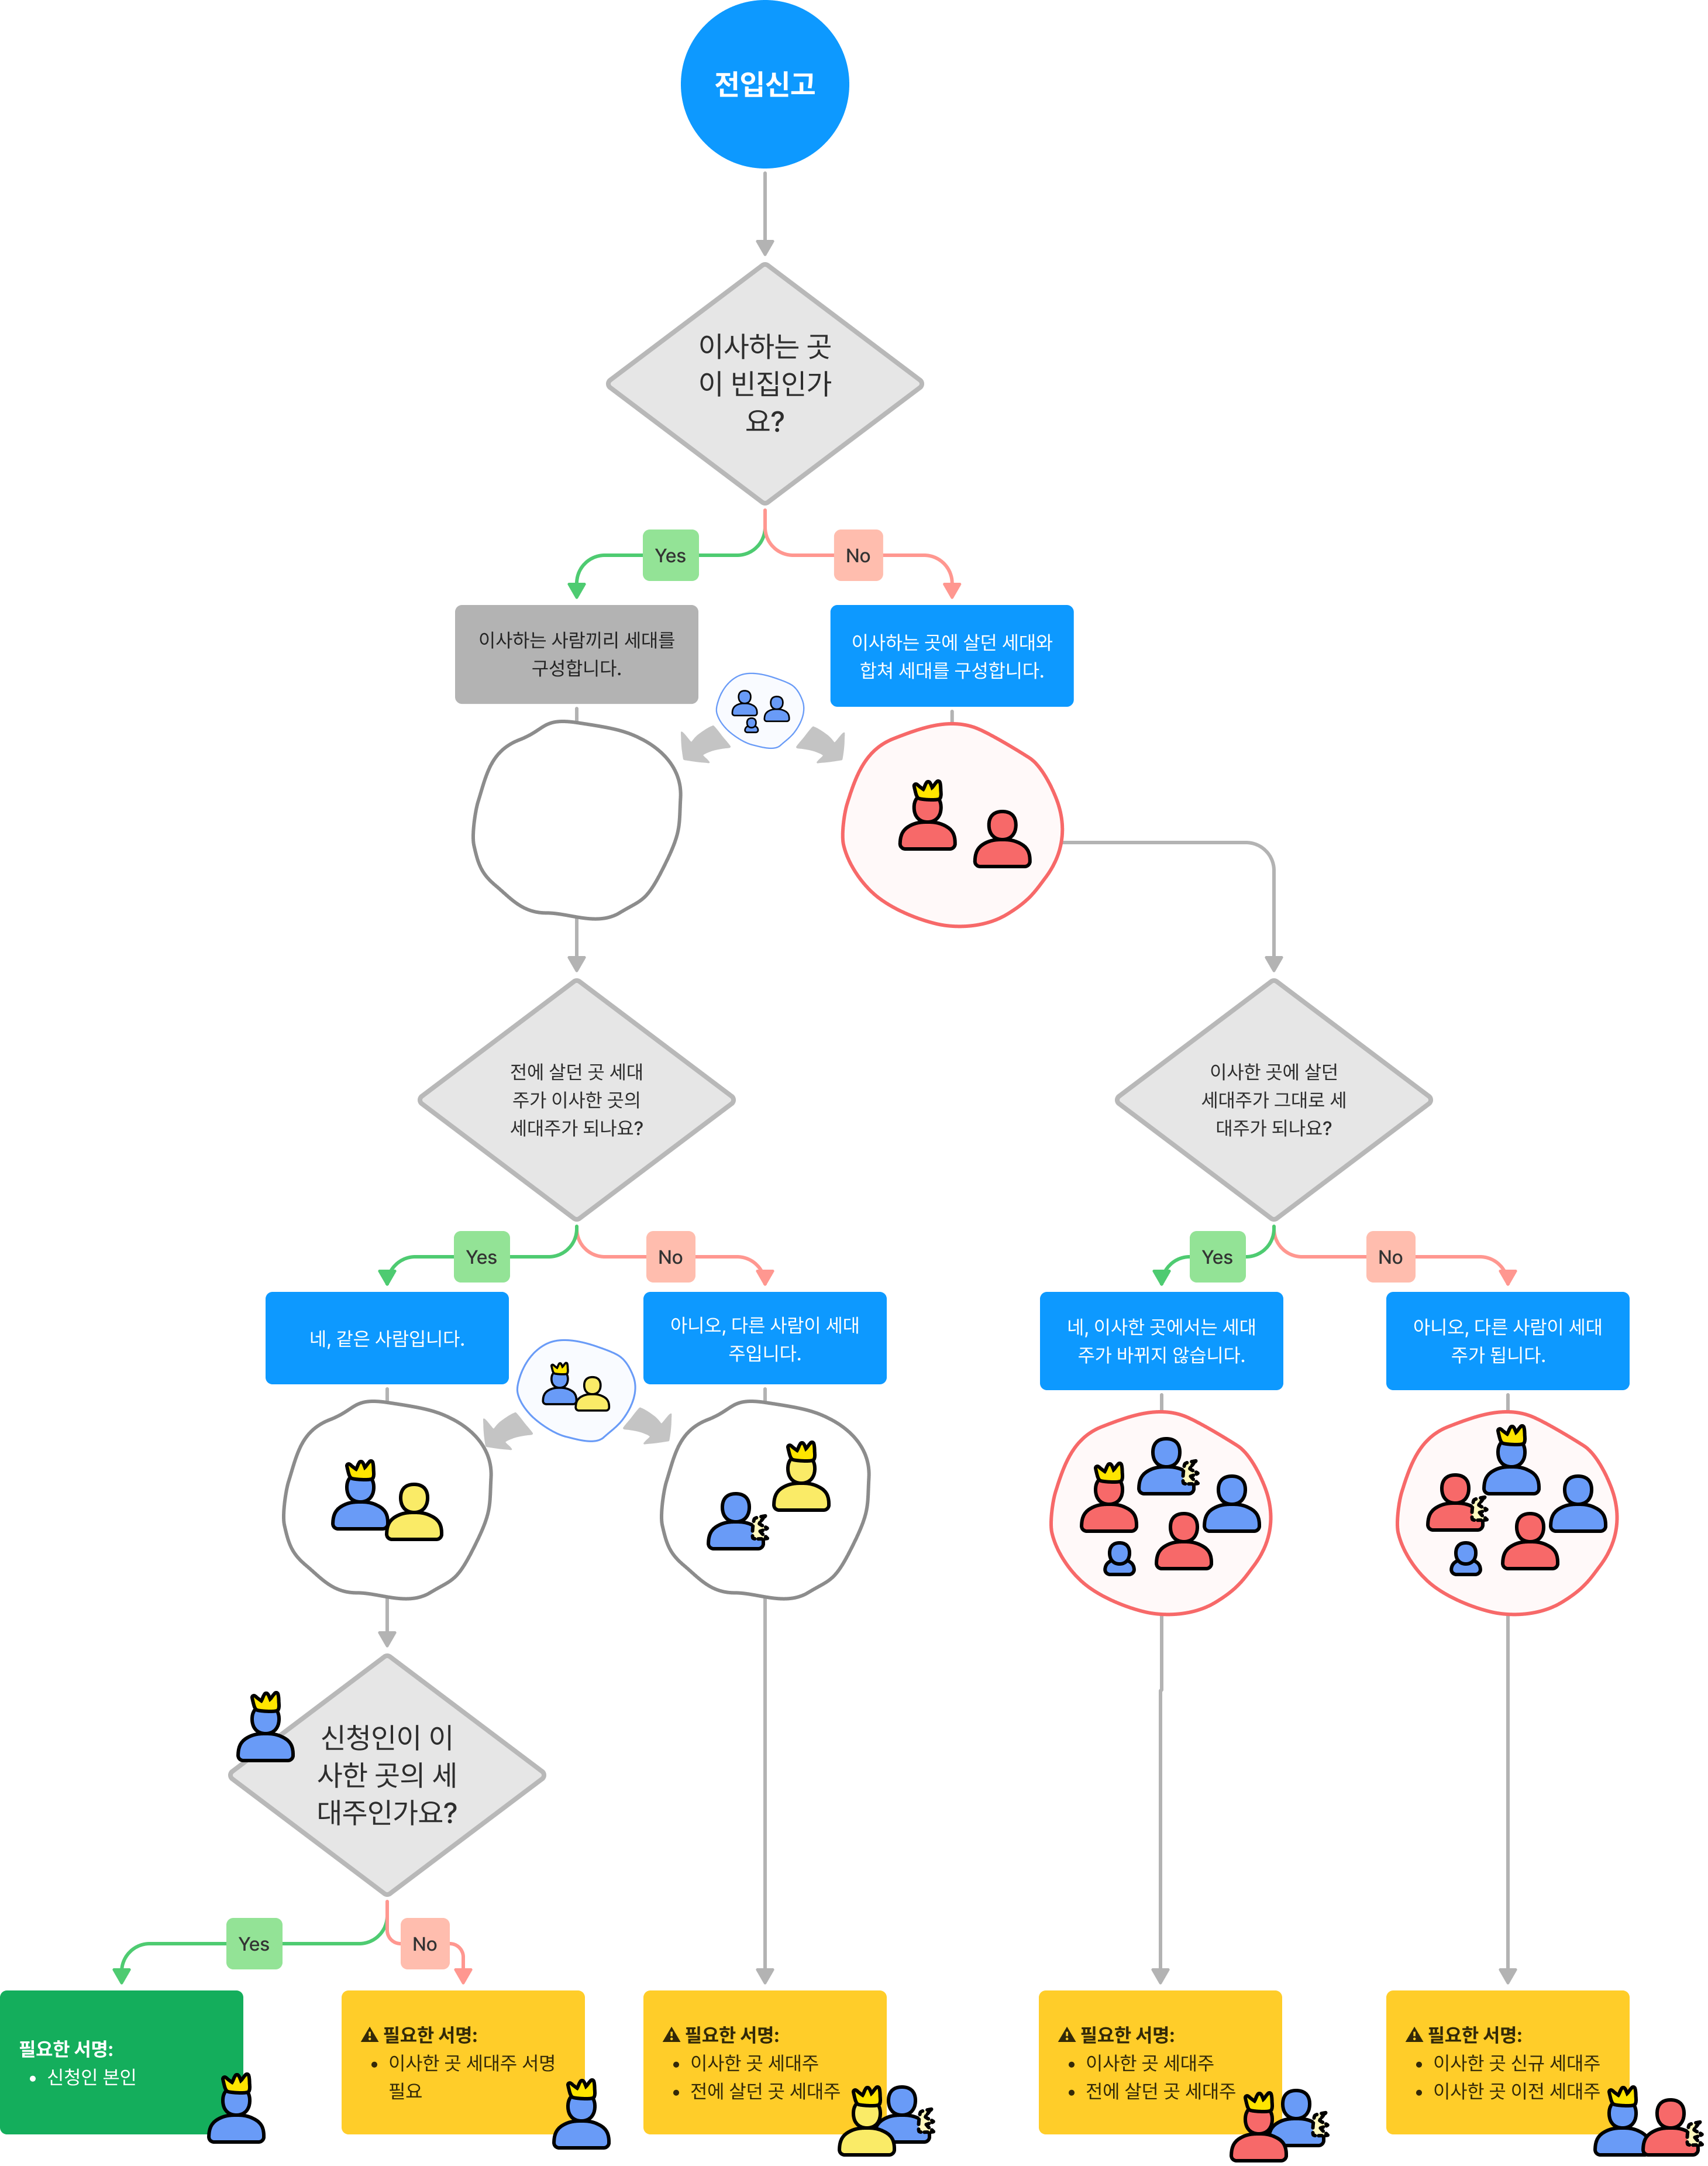 전입신고
이사하는 곳
이 빈집인가
요?
Yes
No
이사하는 사람끼리 세대를
구성합니다.
이사하는 곳에 살던 세대와
합쳐 세대를 구성합니다.
전에 살던 곳 세대
주가 이사한 곳의
세대주가 되나요?
이사한 곳에 살던
세대주가 그대로 세
대주가 되나요?
Yes
No
Yes
No
네, 같은 사람입니다.
아니오, 다른 사람이 세대
주입니다.
네, 이사한 곳에서는 세대
주가 바뀌지 않습니다.
아니오, 다른 사람이 세대
주가 됩니다.
신청인이 이
사한 곳의 세
대주인가요?
Yes
No
필요한 서명:
• 신청인 본인
⚠ 필요한 서명:
• 이사한 곳 세대주 서명
필요
⚠ 필요한 서명:
• 이사한 곳 세대주
• 전에 살던 곳 세대주
⚠ 필요한 서명:
• 이사한 곳 세대주
• 전에 살던 곳 세대주
⚠ 필요한 서명:
• 이사한 곳 신규 세대주
• 이사한 곳 이전 세대주